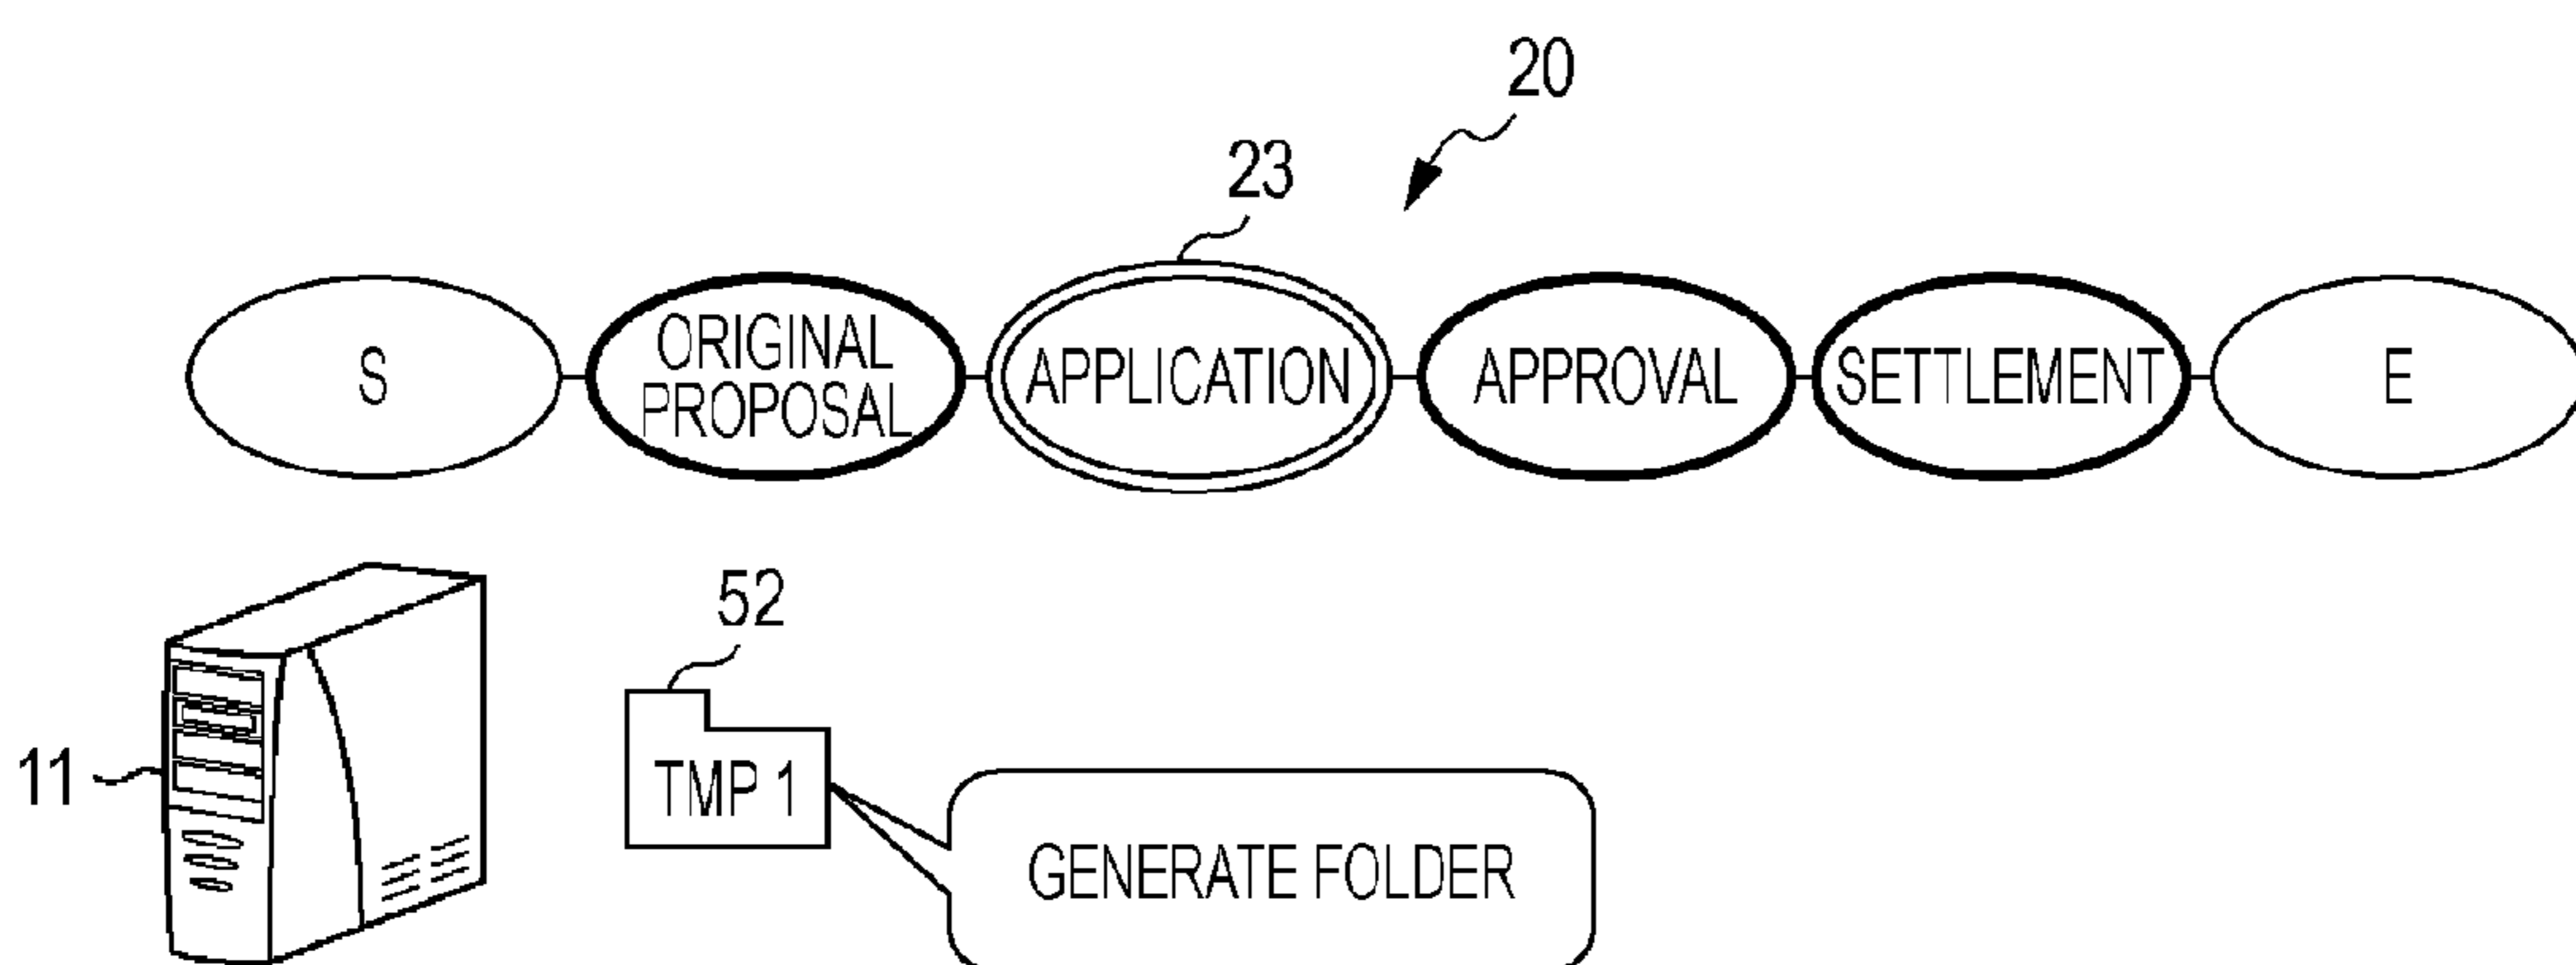 20
23
S
ORIGINAL
PROPOSAL
APPLICATION
APPROVAL
SETTLEMENT
E
52
11
TMP 1
GENERATE FOLDER